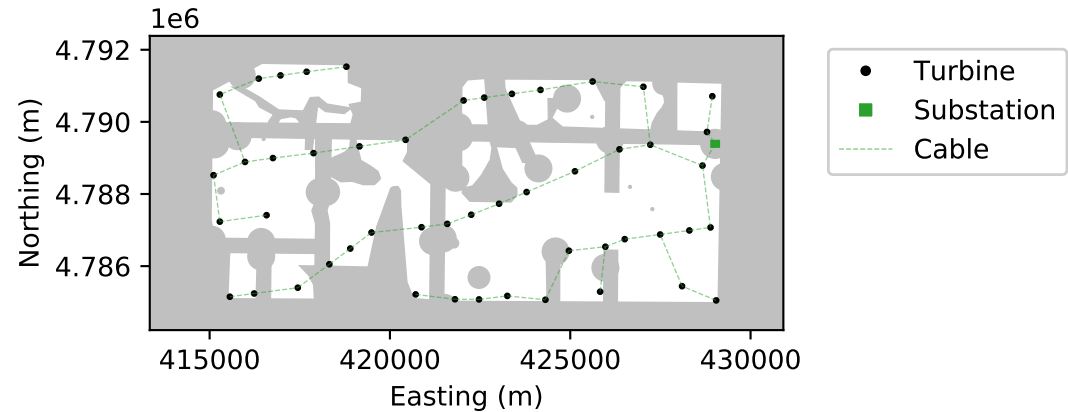 1e6
4.792
4.790
4.788
4.786
Northing (m)
415000 420000 425000 430000
Easting (m)
Turbine
Substation
Cable